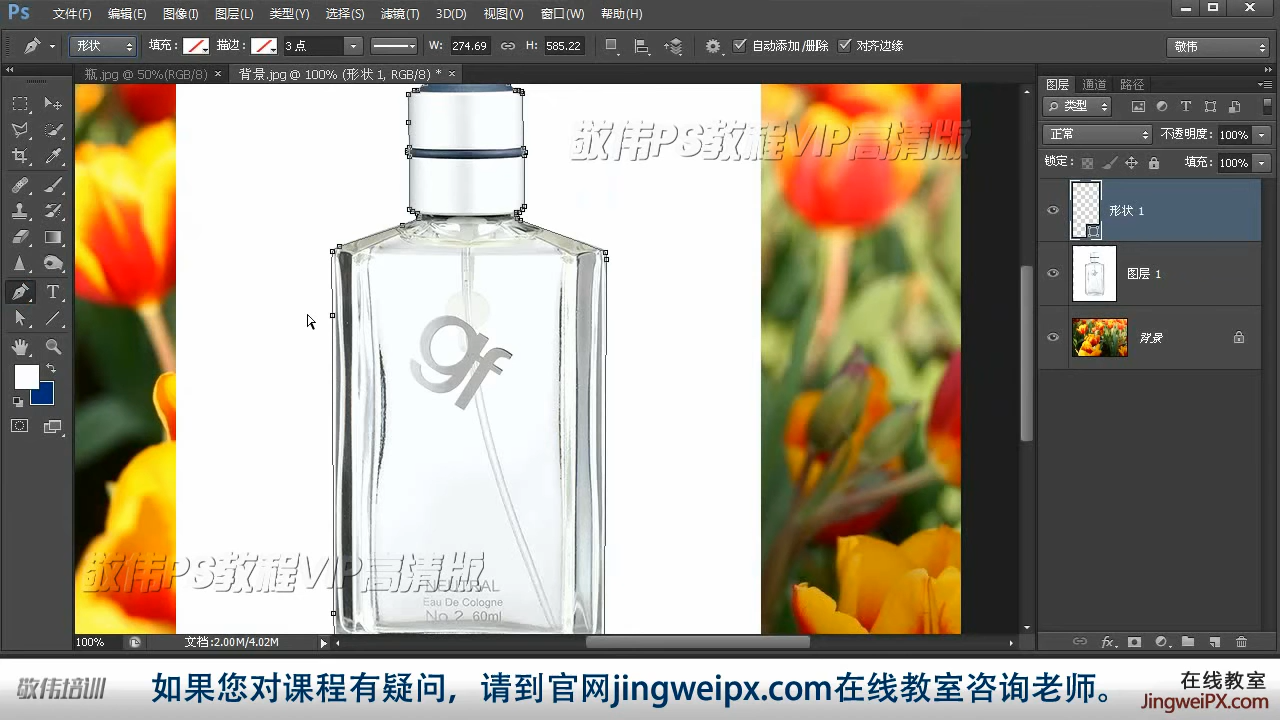 Ps 文件(F) 编辑(E) 图像(I) 图层(L) 类型(Y) 选择(S) 滤镜(T) 3D(D) 视图(V) 窗口(W) 帮助(H)
形状 填充: 描边: 3 点 W: 274.69 H: 585.22 自动添加/删除 对齐边缘 敬伟
瓶.jpg @ 50%(RGB/8) × 背景.jpg @ 100% (形状 1, RGB/8) * ×
图层 通道 路径
类型
正常 不透明度: 100%
锁定: 填充: 100%
形状 1
图层 1
背景
敬伟PS教程VIP高清版
gf
敬伟PS教程VIP高清版
NEUTRAL
Eau De Cologne
No 2 60ml
100% 文档:2.00M/4.02M
敬伟培训 如果您对课程有疑问，请到官网jingweipx.com在线教室咨询老师。 在线教室
JingweiPX.com